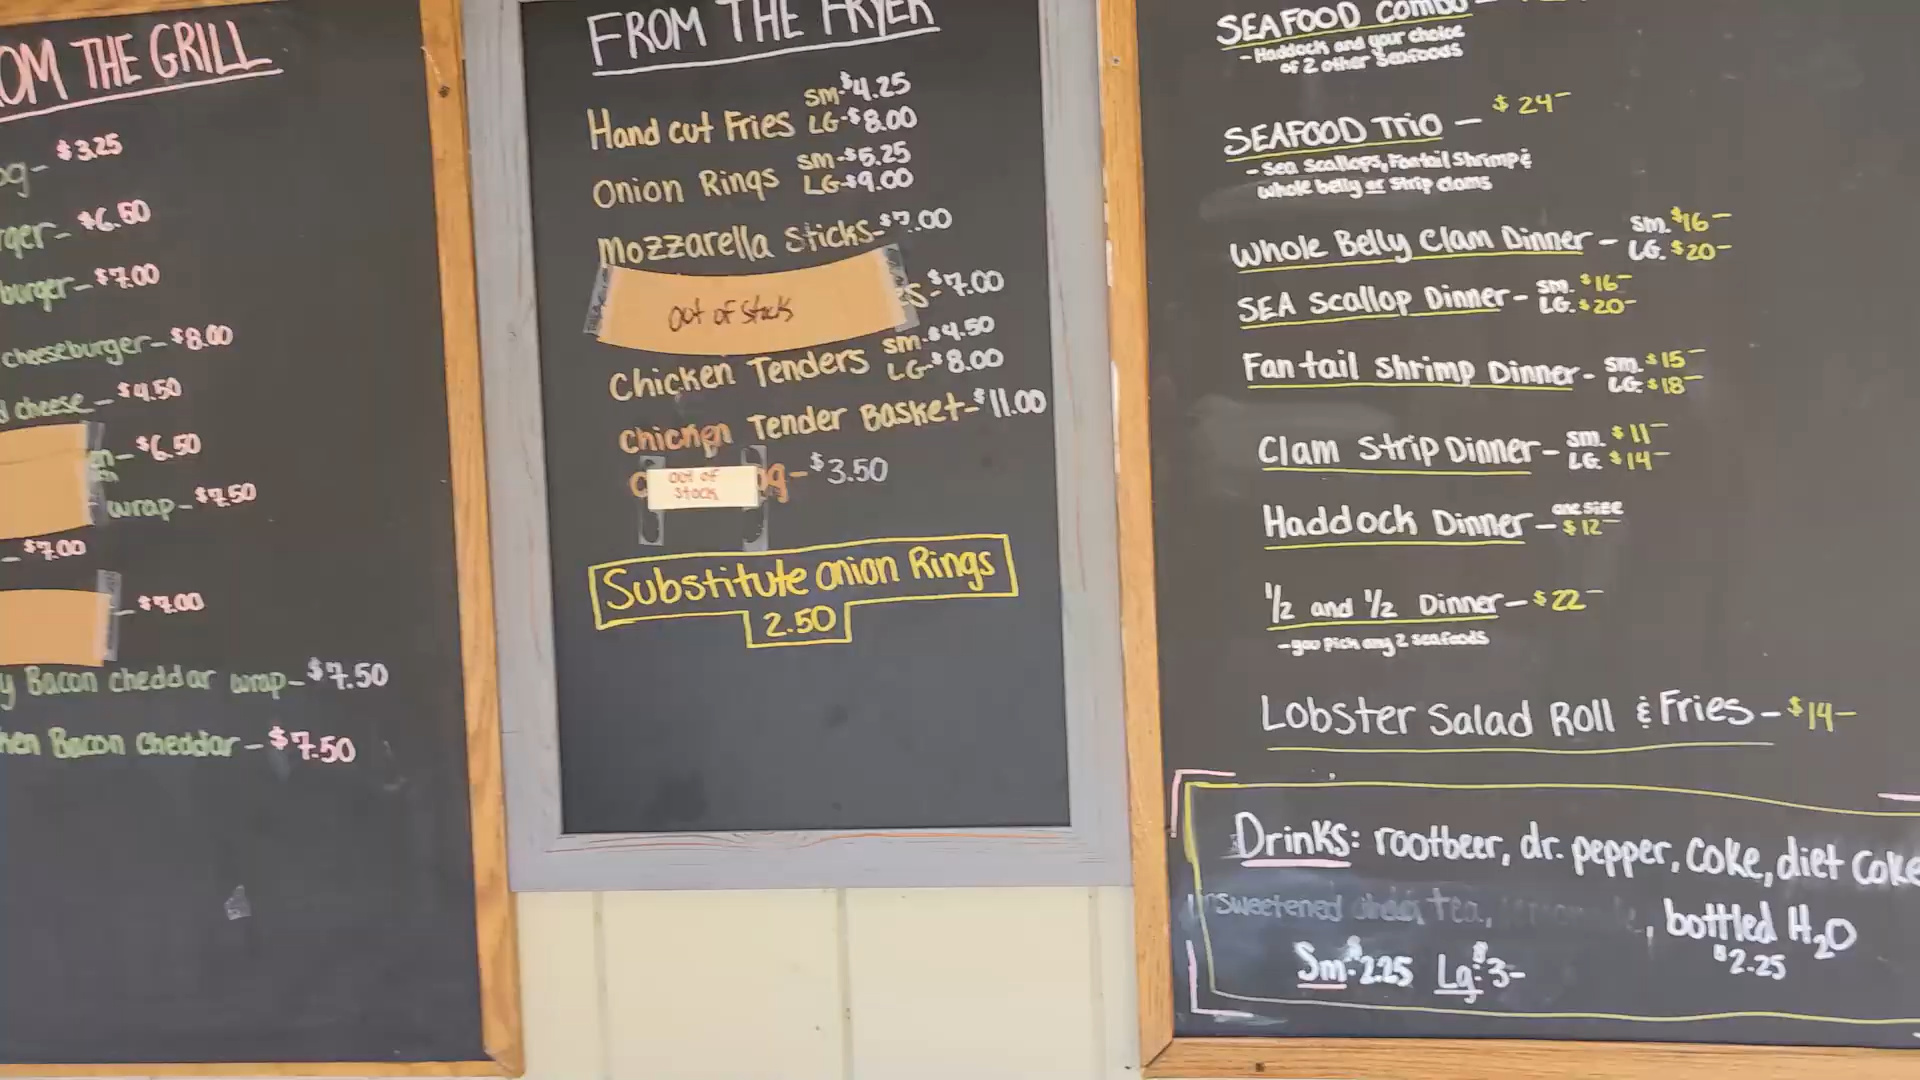 OM THE GRILL
og- $3.25
rger- $6.50
burger- $7.00
cheeseburger- $8.00
d cheese- $4.50
en- $6.50
wrap- $7.50
- $7.00
- $7.00
y Bacon cheddar wrap- $7.50
hen Bacon Cheddar- $7.50
FROM THE FRYER
Hand cut Fries SM-$4.25
LG-$8.00
Onion Rings SM-$5.25
LG-$9.00
Mozzarella Sticks-$7.00
out of stock
s-$7.00
Chicken Tenders SM-$4.50
LG-$8.00
Chicken Tender Basket-$11.00
out of
stock
og-$3.50
Substitute Onion Rings
2.50
SEAFOOD Combo -
- Haddock and your choice
of 2 other Seafoods
SEAFOOD Trio - $24-
- Sea Scallops, Fantail Shrimp &
whole belly or strip clams
Whole Belly Clam Dinner - SM. $16-
LG. $20-
SEA Scallop Dinner - SM. $16-
LG. $20-
Fantail Shrimp Dinner - SM. $15-
LG. $18-
Clam Strip Dinner - SM. $11-
LG. $14-
Haddock Dinner - one size
$12-
1/2 and 1/2 Dinner - $22-
- you pick any 2 seafoods
Lobster Salad Roll & Fries - $14-
Drinks: rootbeer, dr. pepper, Coke, diet Coke
unsweetened tea, , bottled H2O
Sm.$2.25 Lg.$3- $2.25